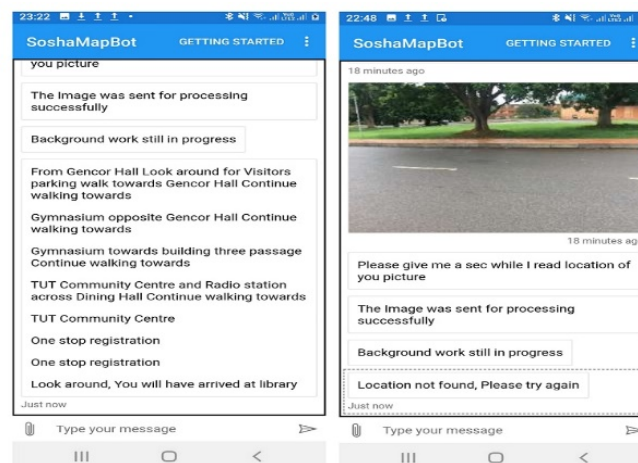 23:22
SoshaMapBot GETTING STARTED
you picture
The Image was sent for processing
successfully
Background work still in progress
From Gencor Hall Look around for Visitors
parking walk towards Gencor Hall Continue
walking towards
Gymnasium opposite Gencor Hall Continue
walking towards
Gymnasium towards building three passage
Continue walking towards
TUT Community Centre and Radio station
across Dining Hall Continue walking towards
TUT Community Centre
One stop registration
One stop registration
Look around, You will have arrived at library
Just now
Type your message
22:48
SoshaMapBot GETTING STARTED
18 minutes ago
18 minutes ag
Please give me a sec while I read location of
you picture
The Image was sent for processing
successfully
Background work still in progress
Location not found, Please try again
Just now
Type your message